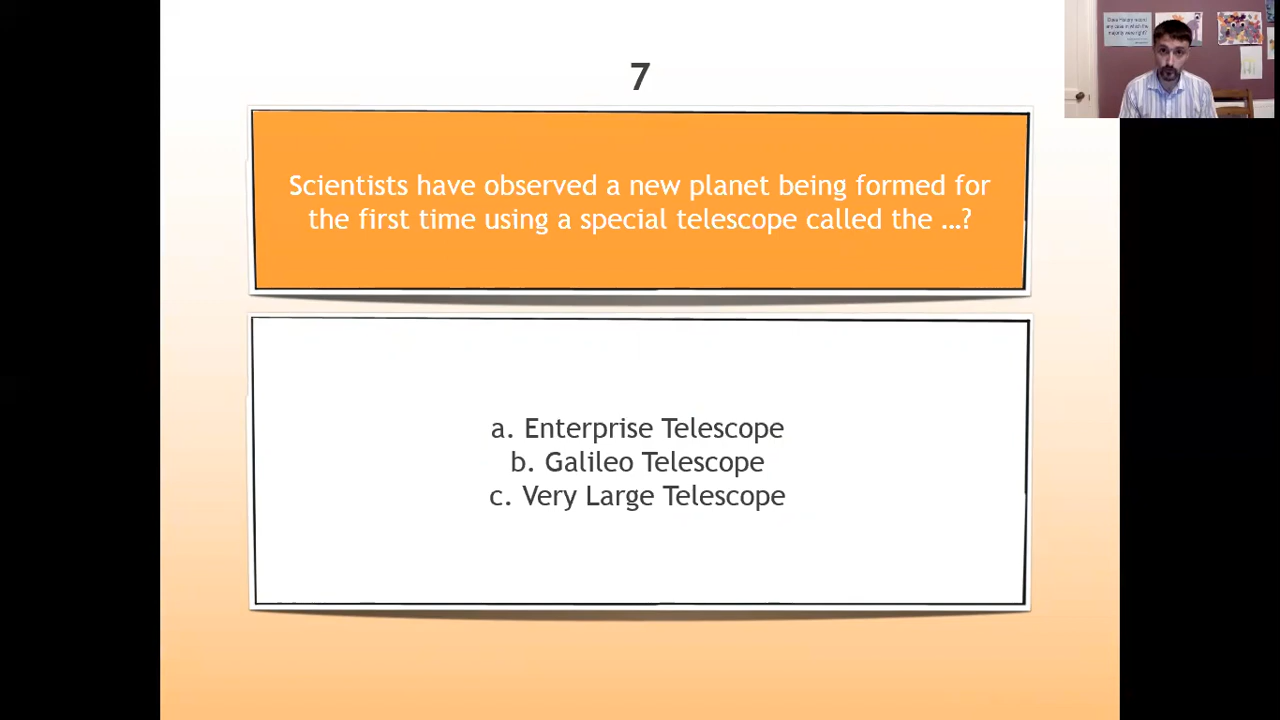 7
Scientists have observed a new planet being formed for
the first time using a special telescope called the …?
a. Enterprise Telescope
b. Galileo Telescope
c. Very Large Telescope